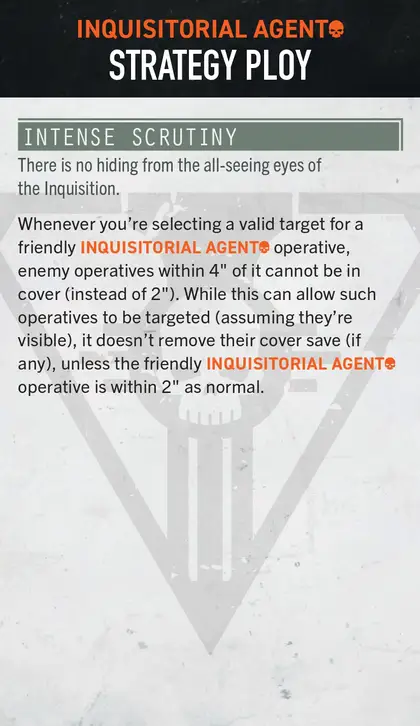 INQUISITORIAL AGENT
STRATEGY PLOY
INTENSE SCRUTINY
There is no hiding from the all-seeing eyes of
the Inquisition.
Whenever you’re selecting a valid target for a
friendly INQUISITORIAL AGENT operative,
enemy operatives within 4" of it cannot be in
cover (instead of 2"). While this can allow such
operatives to be targeted (assuming they’re
visible), it doesn’t remove their cover save (if
any), unless the friendly INQUISITORIAL AGENT
operative is within 2" as normal.